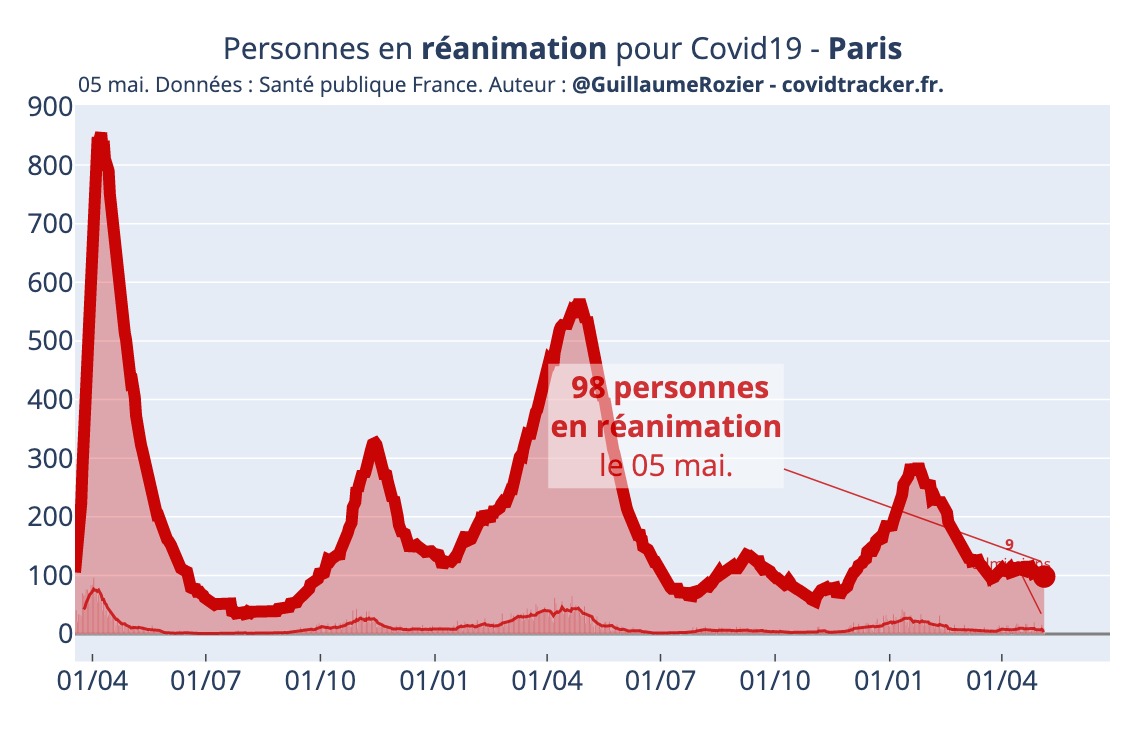 Personnes en réanimation pour Covid19 - Paris
05 mai. Données : Santé publique France. Auteur : @GuillaumeRozier - covidtracker.fr.
900
800
700
600
500
400
300
200
100
0
98 personnes
en réanimation
le 05 mai.
9
01/04 01/07 01/10 01/01 01/04 01/07 01/10 01/01 01/04